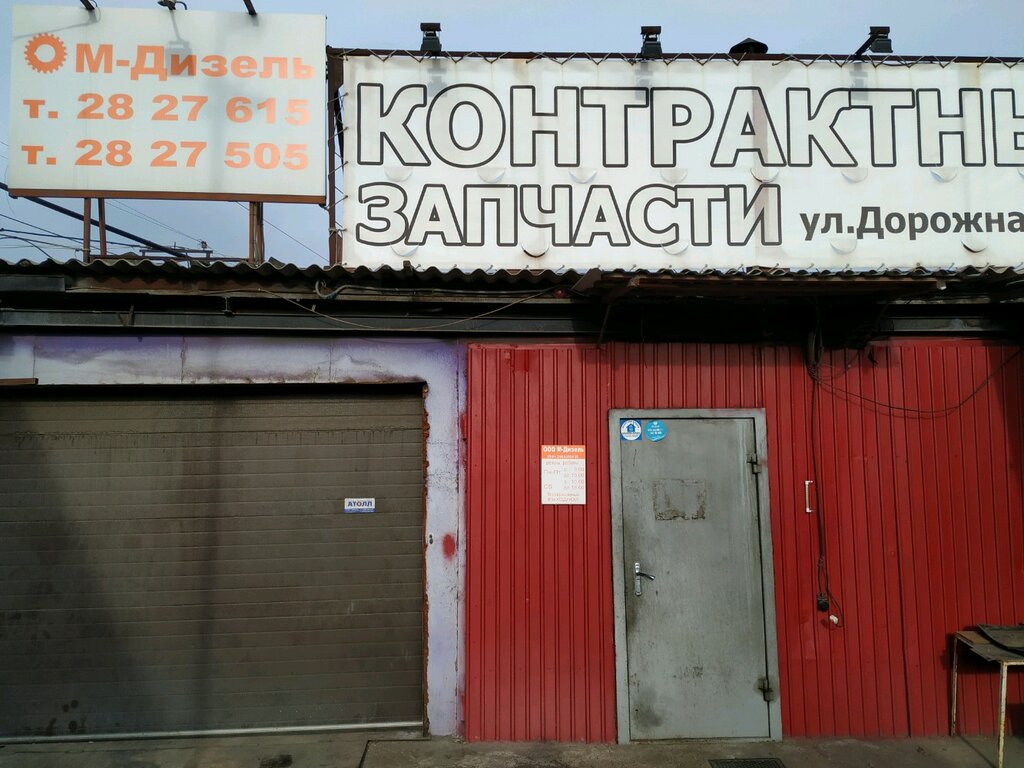 М-Дизель
т. 28 27 615
т. 28 27 505
КОНТРАКТНЫ
ЗАПЧАСТИ ул.Дорожна
АТОЛЛ
ООО М-Дизель